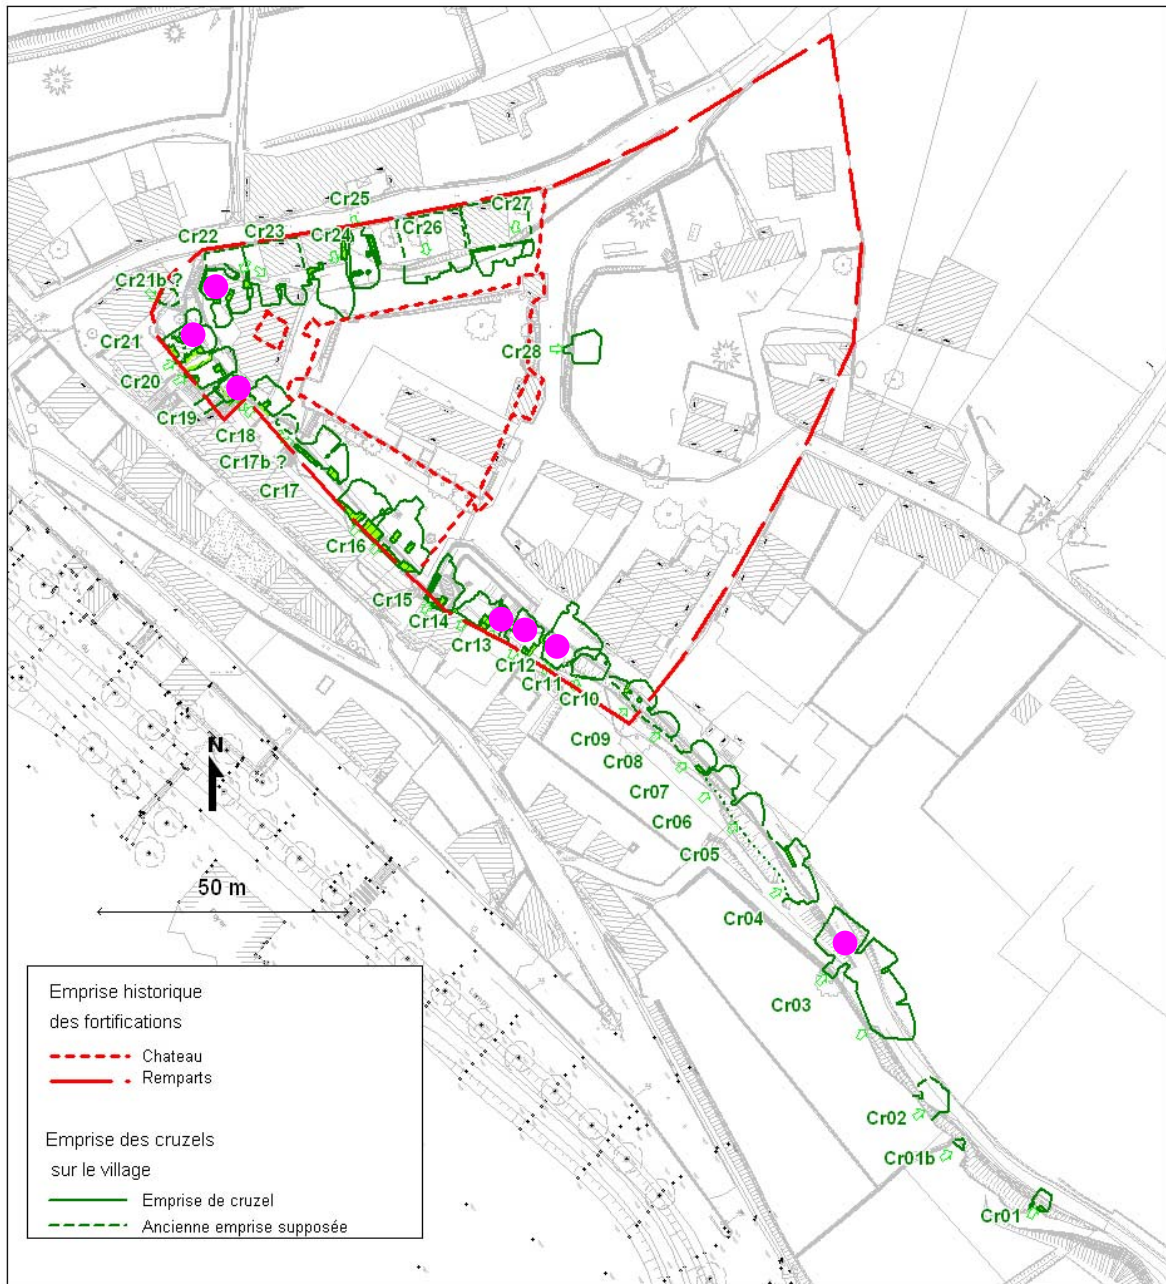 Cr25
Cr27
Cr22
Cr23
Cr24
Cr26
Cr21b ?
Cr21
Cr28
Cr20
Cr19
Cr18
Cr17b ?
Cr17
Cr16
Cr15
Cr14
Cr13
Cr12
Cr11
Cr10
Cr09
Cr08
Cr07
Cr06
Cr05
Cr04
Cr03
Cr02
Cr01b
Cr01
N.
50 m
Emprise historique
des fortifications
Chateau
Remparts
Emprise des cruzels
sur le village
Emprise de cruzel
Ancienne emprise supposée